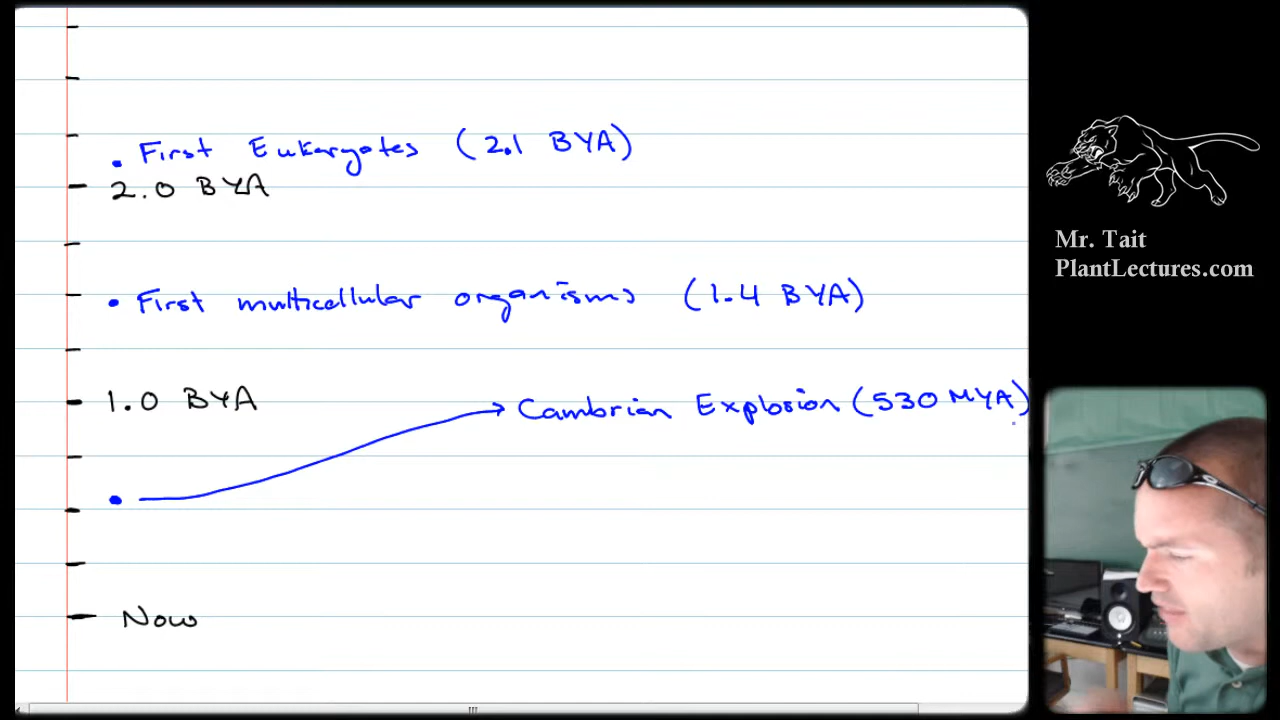 • First Eukaryotes (2.1 BYA)
2.0 BYA
• First multicellular organisms (1.4 BYA)
1.0 BYA
• → Cambrian Explosion (530 MYA)
Now
Mr. Tait
PlantLectures.com